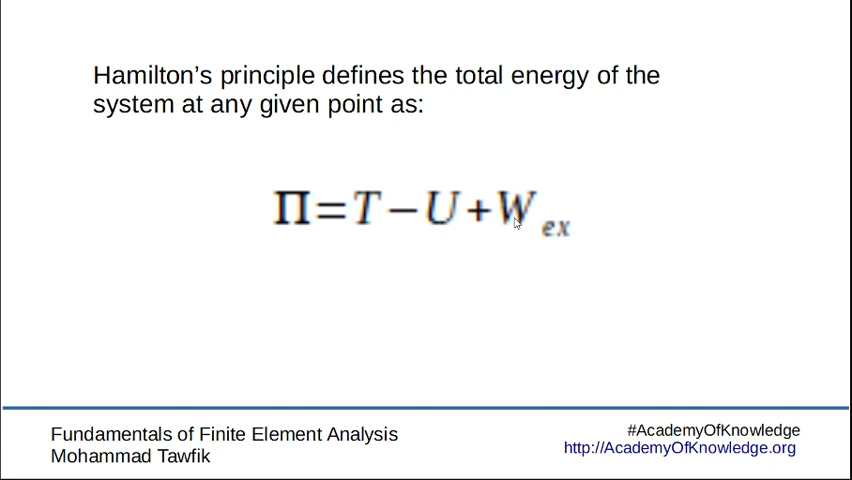 Hamilton’s principle defines the total energy of the
system at any given point as:
Π=T−U+W_ex
Fundamentals of Finite Element Analysis
Mohammad Tawfik
#AcademyOfKnowledge
http://AcademyOfKnowledge.org